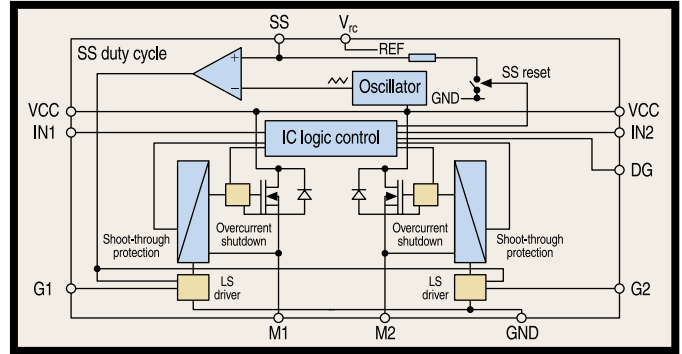 SS
Vrc
SS duty cycle
REF
+
−
Oscillator
SS reset
GND
VCC
VCC
IN1
IC logic control
IN2
DG
Overcurrent
shutdown
Overcurrent
shutdown
Shoot-through
protection
Shoot-through
protection
G1
LS
driver
LS
driver
G2
M1
M2
GND